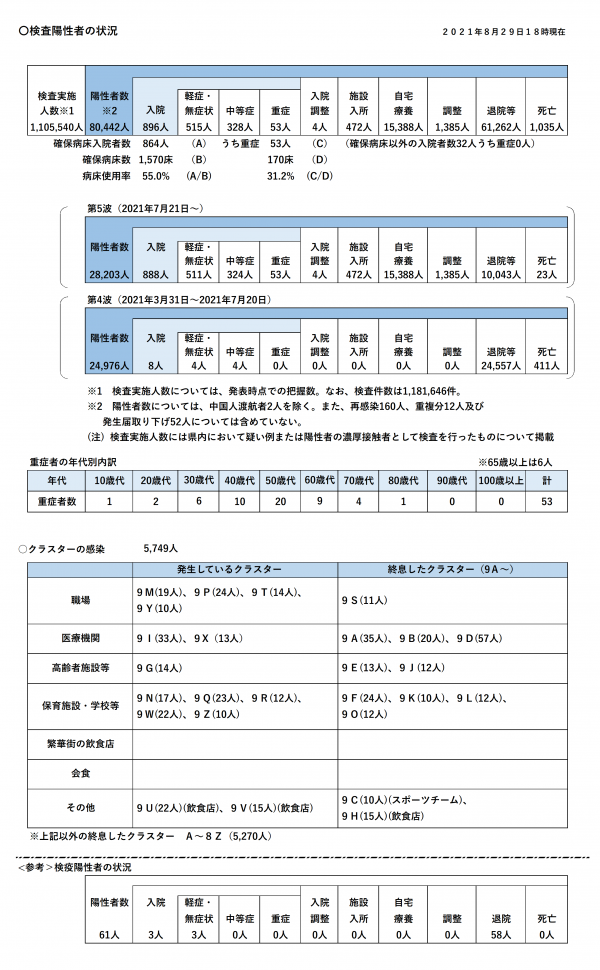 〇検査陽性者の状況　　２０２１年８月２９日１８時現在
検査実施人数※1　陽性者数※2　入院　軽症・無症状　中等症　重症　入院調整　施設入所　自宅療養　調整　退院等　死亡
1,105,540人　80,442人　896人　515人　328人　53人　4人　472人　15,388人　1,385人　61,262人　1,035人
確保病床入院者数　864人　(A)　うち重症　53人　(C)　（確保病床以外の入院者数32人うち重症0人）
確保病床数　1,570床　(B)　170床　(D)
病床使用率　55.0%　(A/B)　31.2%　(C/D)
第5波（2021年7月21日～）
陽性者数　入院　軽症・無症状　中等症　重症　入院調整　施設入所　自宅療養　調整　退院等　死亡
28,203人　888人　511人　324人　53人　4人　472人　15,388人　1,385人　10,043人　23人
第4波（2021年3月31日～2021年7月20日）
陽性者数　入院　軽症・無症状　中等症　重症　入院調整　施設入所　自宅療養　調整　退院等　死亡
24,976人　8人　4人　4人　0人　0人　0人　0人　0人　24,557人　411人
※1　検査実施人数については、発表時点での把握数。なお、検査件数は1,181,646件。
※2　陽性者数については、中国人渡航者2人を除く。また、再感染160人、重複分12人及び
発生届取り下げ52人については含めていない。
（注）検査実施人数には県内において疑い例または陽性者の濃厚接触者として検査を行ったものについて掲載
重症者の年代別内訳　　※65歳以上は6人
年代　10歳代　20歳代　30歳代　40歳代　50歳代　60歳代　70歳代　80歳代　90歳代　100歳以上　計
重症者数　1　2　6　10　20　9　4　1　0　0　53
○クラスターの感染　5,749人
発生しているクラスター　終息したクラスター（9Ａ～）
職場　９Ｍ(19人)、９Ｐ(24人)、９Ｔ(14人)、　９Ｓ(11人)
９Ｙ(10人)
医療機関　９Ｉ(33人)、９X（13人）　９Ａ(35人)、９Ｂ(20人)、９Ｄ(57人)
高齢者施設等　９Ｇ(14人)　９Ｅ(13人)、９Ｊ(12人)
保育施設・学校等　９Ｎ(17人)、９Ｑ(23人)、９Ｒ(12人)、　９Ｆ(24人)、９Ｋ(10人)、９Ｌ(12人)、
９Ｗ(22人)、９Ｚ(10人)　９Ｏ(12人)
繁華街の飲食店
会食
その他　９Ｕ(22人)(飲食店)、９Ｖ(15人)(飲食店)　９Ｃ(10人)(スポーツチーム)、
９Ｈ(15人)(飲食店)
※上記以外の終息したクラスター　Ａ～８Ｚ（5,270人）
＜参考＞検疫陽性者の状況
陽性者数　入院　軽症・無症状　中等症　重症　入院調整　施設入所　自宅療養　調整　退院　死亡
61人　3人　3人　0人　0人　0人　0人　0人　0人　58人　0人